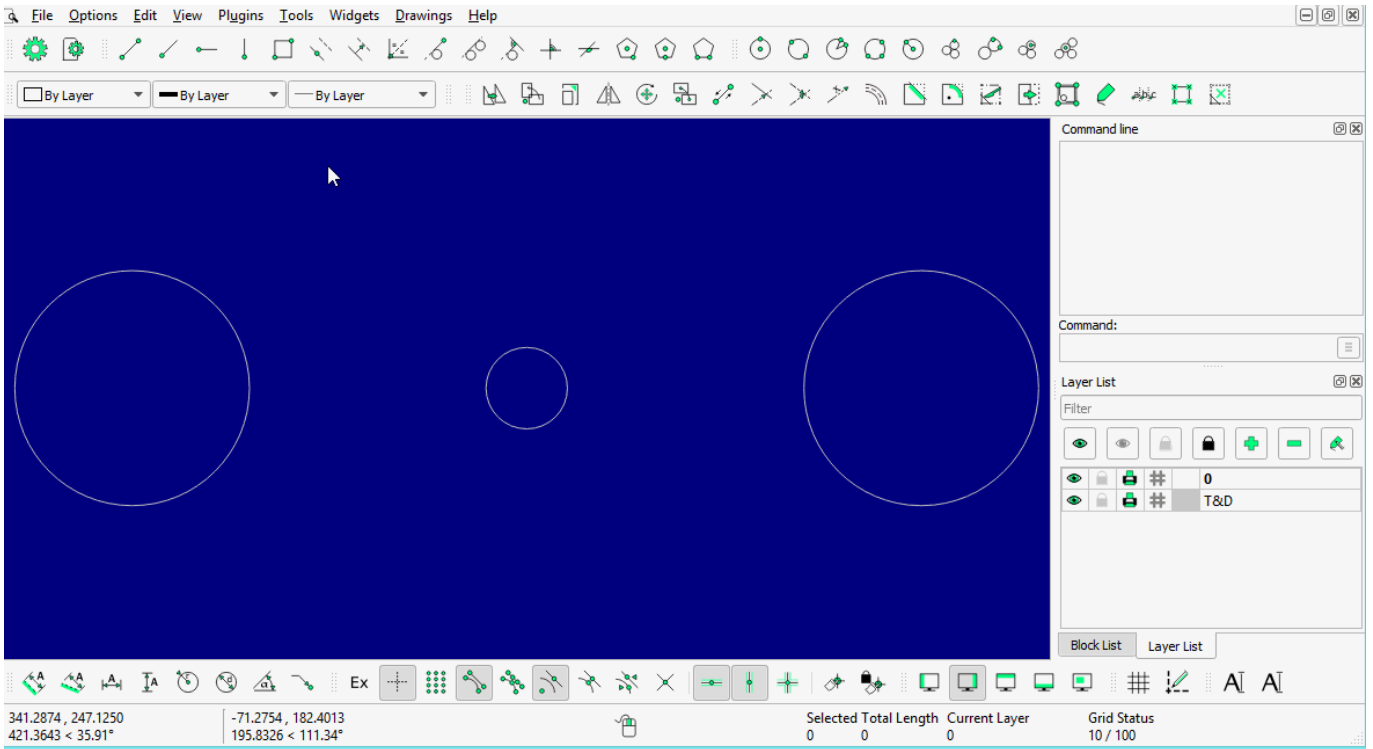 File Options Edit View Plugins Tools Widgets Drawings Help
By Layer By Layer By Layer
Command line
Command:
Layer List
Filter
0
T&D
Block List Layer List
Ex
341.2874 , 247.1250
421.3643 < 35.91°
-71.2754 , 182.4013
195.8326 < 111.34°
Selected Total Length Current Layer Grid Status
0 0 0 10 / 100